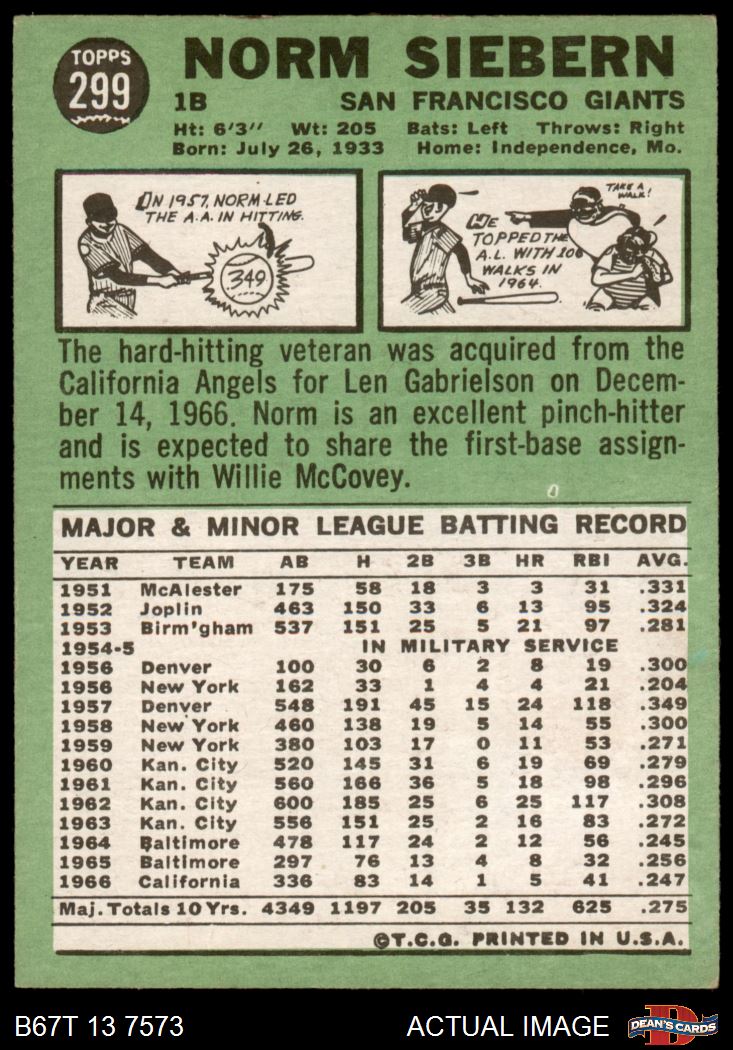 TOPPS
299
NORM SIEBERN
1B SAN FRANCISCO GIANTS
Ht: 6'3" Wt: 205 Bats: Left Throws: Right
Born: July 26, 1933 Home: Independence, Mo.
IN 1957, NORM LED
THE A.A. IN HITTING.
349
TAKE A
WALK!
HE
TOPPED THE
A.L. WITH 106
WALKS IN
1964.
The hard-hitting veteran was acquired from the
California Angels for Len Gabrielson on Decem-
ber 14, 1966. Norm is an excellent pinch-hitter
and is expected to share the first-base assign-
ments with Willie McCovey.
MAJOR & MINOR LEAGUE BATTING RECORD
YEAR TEAM AB H 2B 3B HR RBI AVG.
1951 McAlester 175 58 18 3 3 31 .331
1952 Joplin 463 150 33 6 13 95 .324
1953 Birm'gham 537 151 25 5 21 97 .281
1954-5 IN MILITARY SERVICE
1956 Denver 100 30 6 2 8 19 .300
1956 New York 162 33 1 4 4 21 .204
1957 Denver 548 191 45 15 24 118 .349
1958 New York 460 138 19 5 14 55 .300
1959 New York 380 103 17 0 11 53 .271
1960 Kan. City 520 145 31 6 19 69 .279
1961 Kan. City 560 166 36 5 18 98 .296
1962 Kan. City 600 185 25 6 25 117 .308
1963 Kan. City 556 151 25 2 16 83 .272
1964 Baltimore 478 117 24 2 12 56 .245
1965 Baltimore 297 76 13 4 8 32 .256
1966 California 336 83 14 1 5 41 .247
Maj. Totals 10 Yrs. 4349 1197 205 35 132 625 .275
©T.C.G. PRINTED IN U.S.A.
B67T 13 7573 ACTUAL IMAGE
D
DEAN'S CARDS